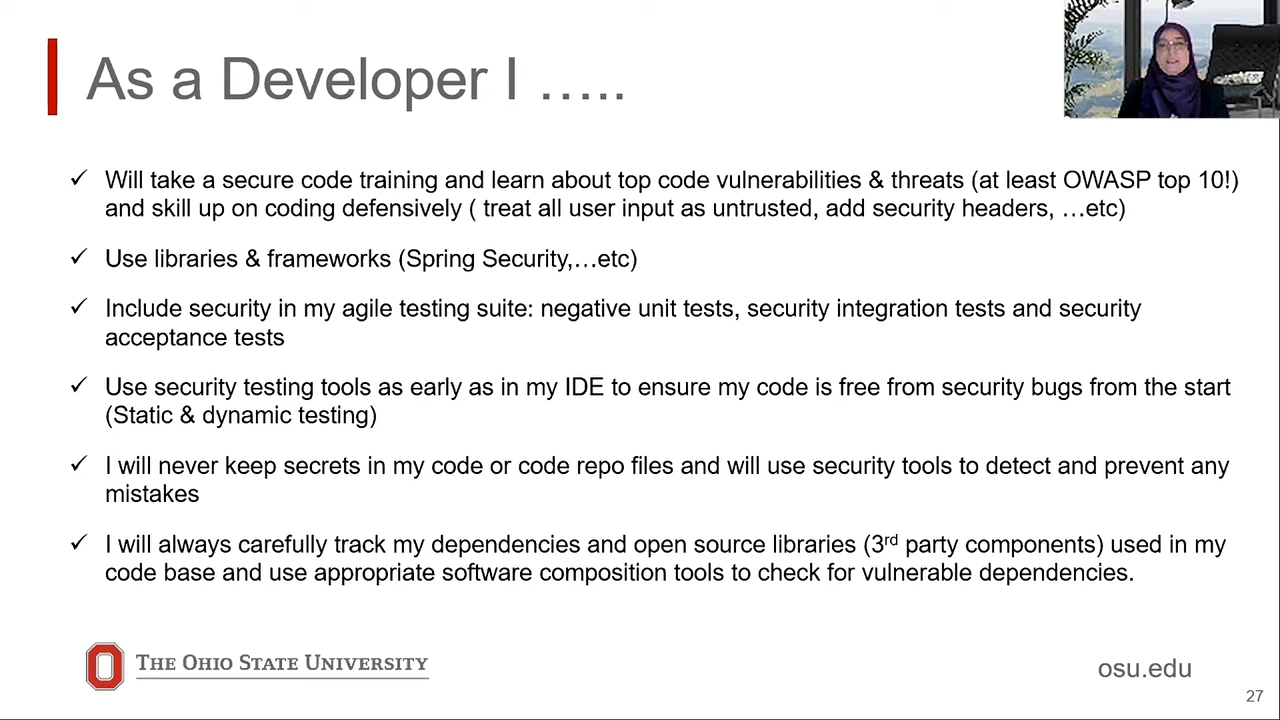 As a Developer I …..
✓ Will take a secure code training and learn about top code vulnerabilities & threats (at least OWASP top 10!)
and skill up on coding defensively ( treat all user input as untrusted, add security headers, …etc)
✓ Use libraries & frameworks (Spring Security,…etc)
✓ Include security in my agile testing suite: negative unit tests, security integration tests and security
acceptance tests
✓ Use security testing tools as early as in my IDE to ensure my code is free from security bugs from the start
(Static & dynamic testing)
✓ I will never keep secrets in my code or code repo files and will use security tools to detect and prevent any
mistakes
✓ I will always carefully track my dependencies and open source libraries (3rd party components) used in my
code base and use appropriate software composition tools to check for vulnerable dependencies.
THE OHIO STATE UNIVERSITY
osu.edu
27